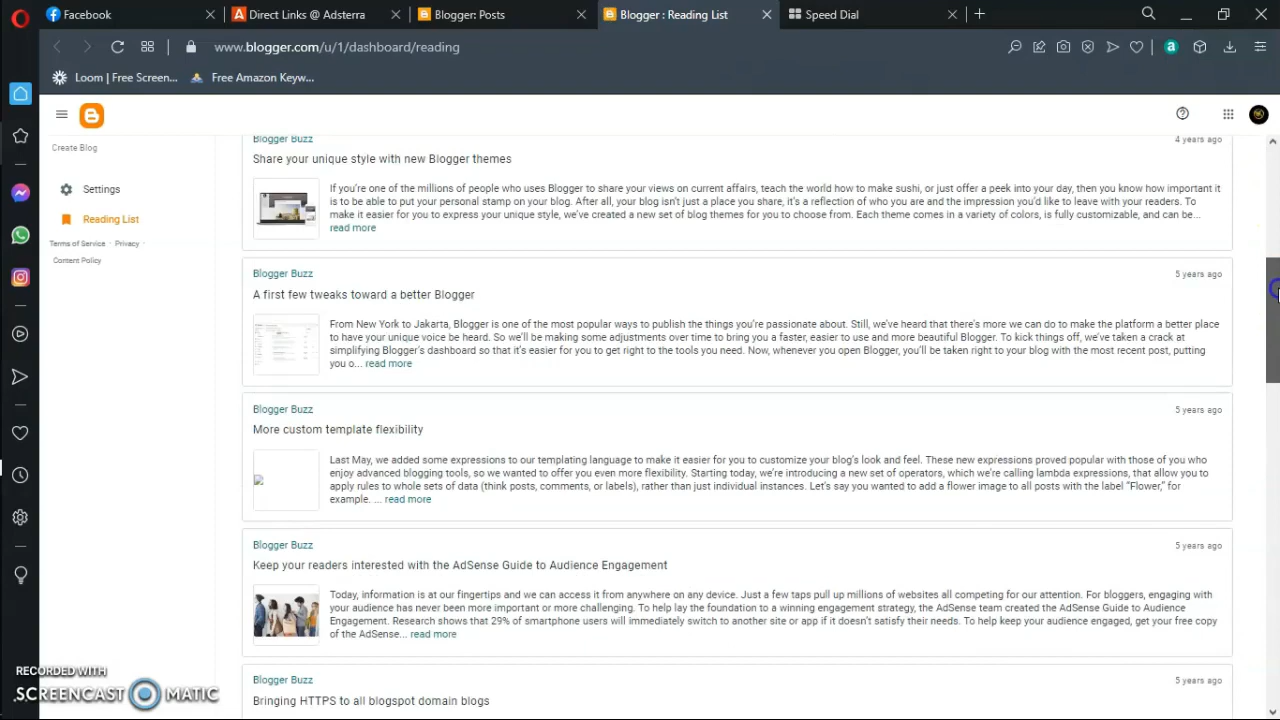 Facebook
Direct Links @ Adsterra
Blogger: Posts
Blogger : Reading List
Speed Dial
www.blogger.com/u/1/dashboard/reading
Loom | Free Screen...
Free Amazon Keyw...
Create Blog
Settings
Reading List
Terms of Service · Privacy ·
Content Policy
Blogger Buzz
4 years ago
Share your unique style with new Blogger themes
If you're one of the millions of people who uses Blogger to share your views on current affairs, teach the world how to make sushi, or just offer a peek into your day, then you know how important it
is to be able to put your personal stamp on your blog. After all, your blog isn't just a place you share, it's a reflection of who you are and the impression you'd like to leave with your readers. To
make it easier for you to express your unique style, we've created a new set of blog themes for you to choose from. Each theme comes in a variety of colors, is fully customizable, and can be...
read more
Blogger Buzz
5 years ago
A first few tweaks toward a better Blogger
From New York to Jakarta, Blogger is one of the most popular ways to publish the things you're passionate about. Still, we've heard that there's more we can do to make the platform a better place
to have your unique voice be heard. So we'll be making some adjustments over time to bring you a faster, easier to use and more beautiful Blogger. To kick things off, we've taken a crack at
simplifying Blogger's dashboard so that it's easier for you to get right to the tools you need. Now, whenever you open Blogger, you'll be taken right to your blog with the most recent post, putting
you o... read more
Blogger Buzz
5 years ago
More custom template flexibility
Last May, we added some expressions to our templating language to make it easier for you to customize your blog's look and feel. These new expressions proved popular with those of you who
enjoy advanced blogging tools, so we wanted to offer you even more flexibility. Starting today, we're introducing a new set of operators, which we're calling lambda expressions, that allow you to
apply rules to whole sets of data (think posts, comments, or labels), rather than just individual instances. Let's say you wanted to add a flower image to all posts with the label "Flower," for
example. ... read more
Blogger Buzz
5 years ago
Keep your readers interested with the AdSense Guide to Audience Engagement
Today, information is at our fingertips and we can access it from anywhere on any device. Just a few taps pull up millions of websites all competing for our attention. For bloggers, engaging with
your audience has never been more important or more challenging. To help lay the foundation to a winning engagement strategy, the AdSense team created the AdSense Guide to Audience
Engagement. Research shows that 29% of smartphone users will immediately switch to another site or app if it doesn't satisfy their needs. To help keep your audience engaged, get your free copy
of the AdSense... read more
Blogger Buzz
5 years ago
Bringing HTTPS to all blogspot domain blogs
RECORDED WITH
SCREENCAST MATIC